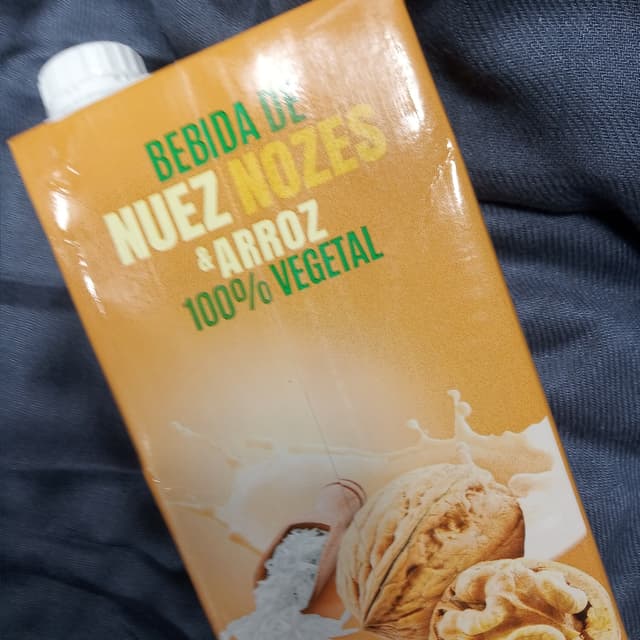 BEBIDA DE
NUEZ NOZES
& ARROZ
100% VEGETAL